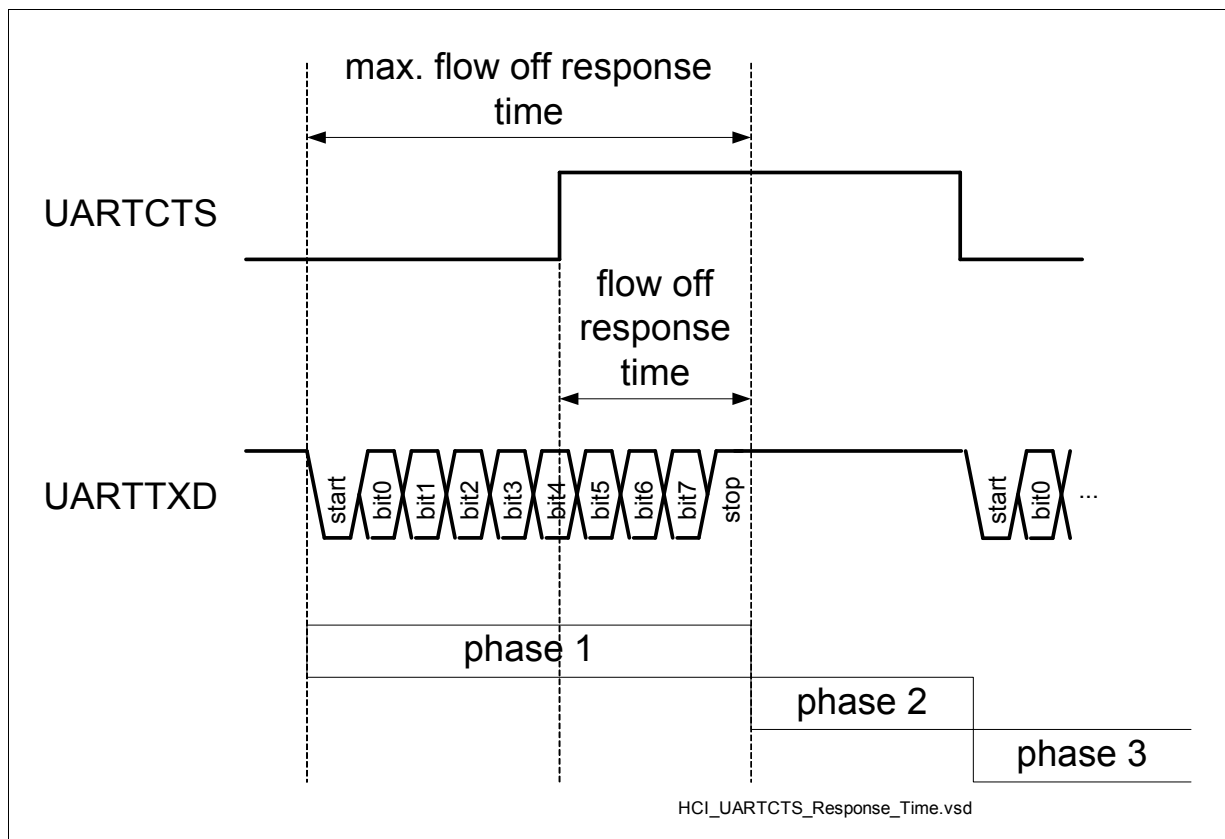 max. flow off response
time
UARTCTS
flow off
response
time
UARTTXD
start
bit0
bit1
bit2
bit3
bit4
bit5
bit6
bit7
stop
start
bit0
...
phase 1
phase 2
phase 3
HCI_UARTCTS_Response_Time.vsd